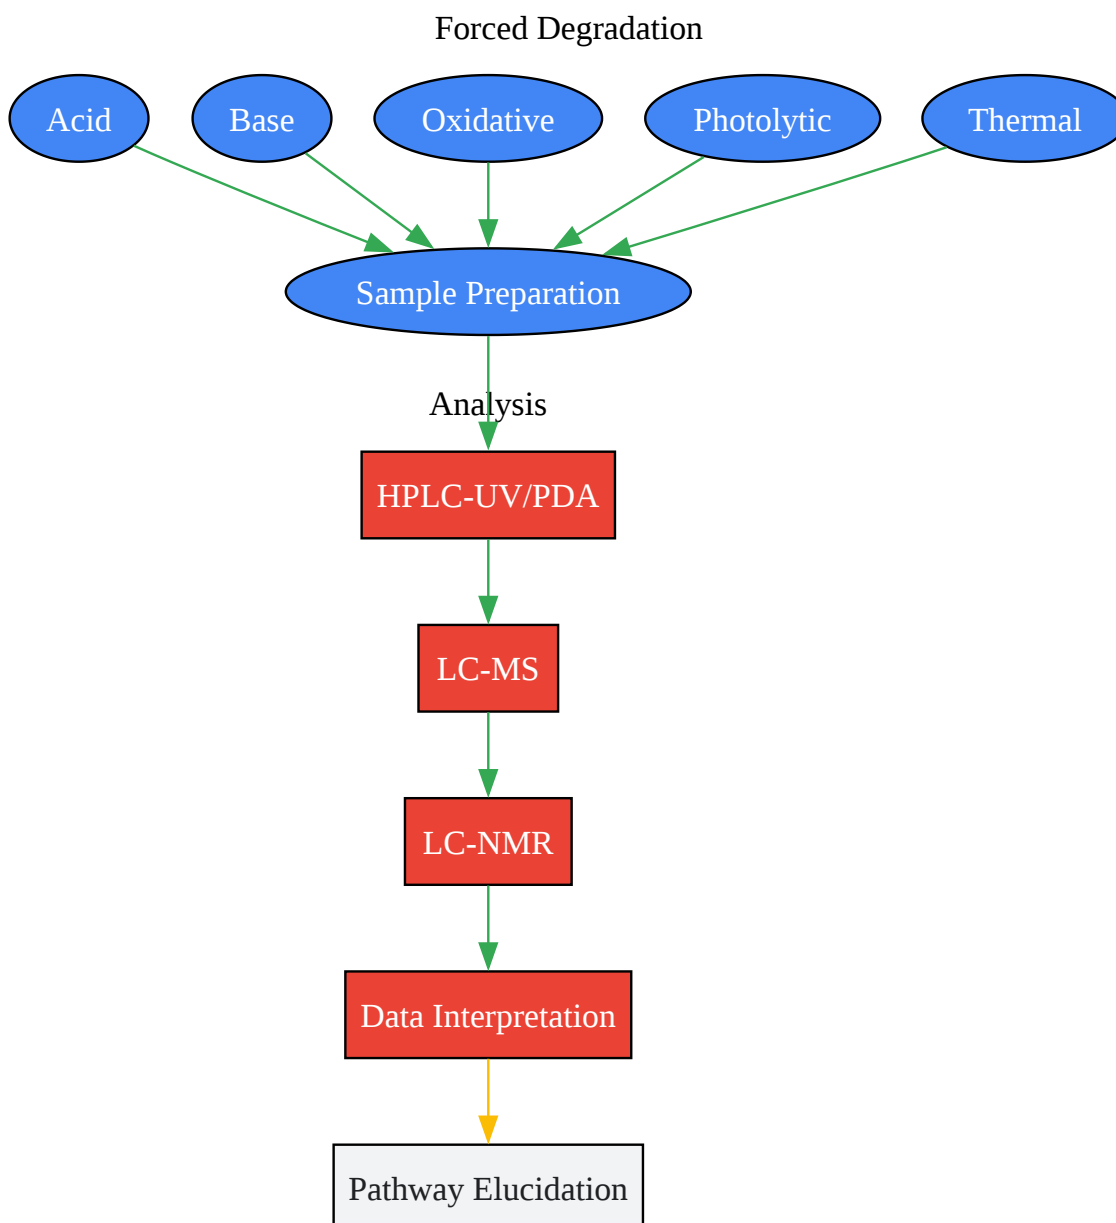 Forced Degradation
Acid
Base
Oxidative
Photolytic
Thermal
Sample Preparation
Analysis
HPLC-UV/PDA
LC-MS
LC-NMR
Data Interpretation
Pathway Elucidation